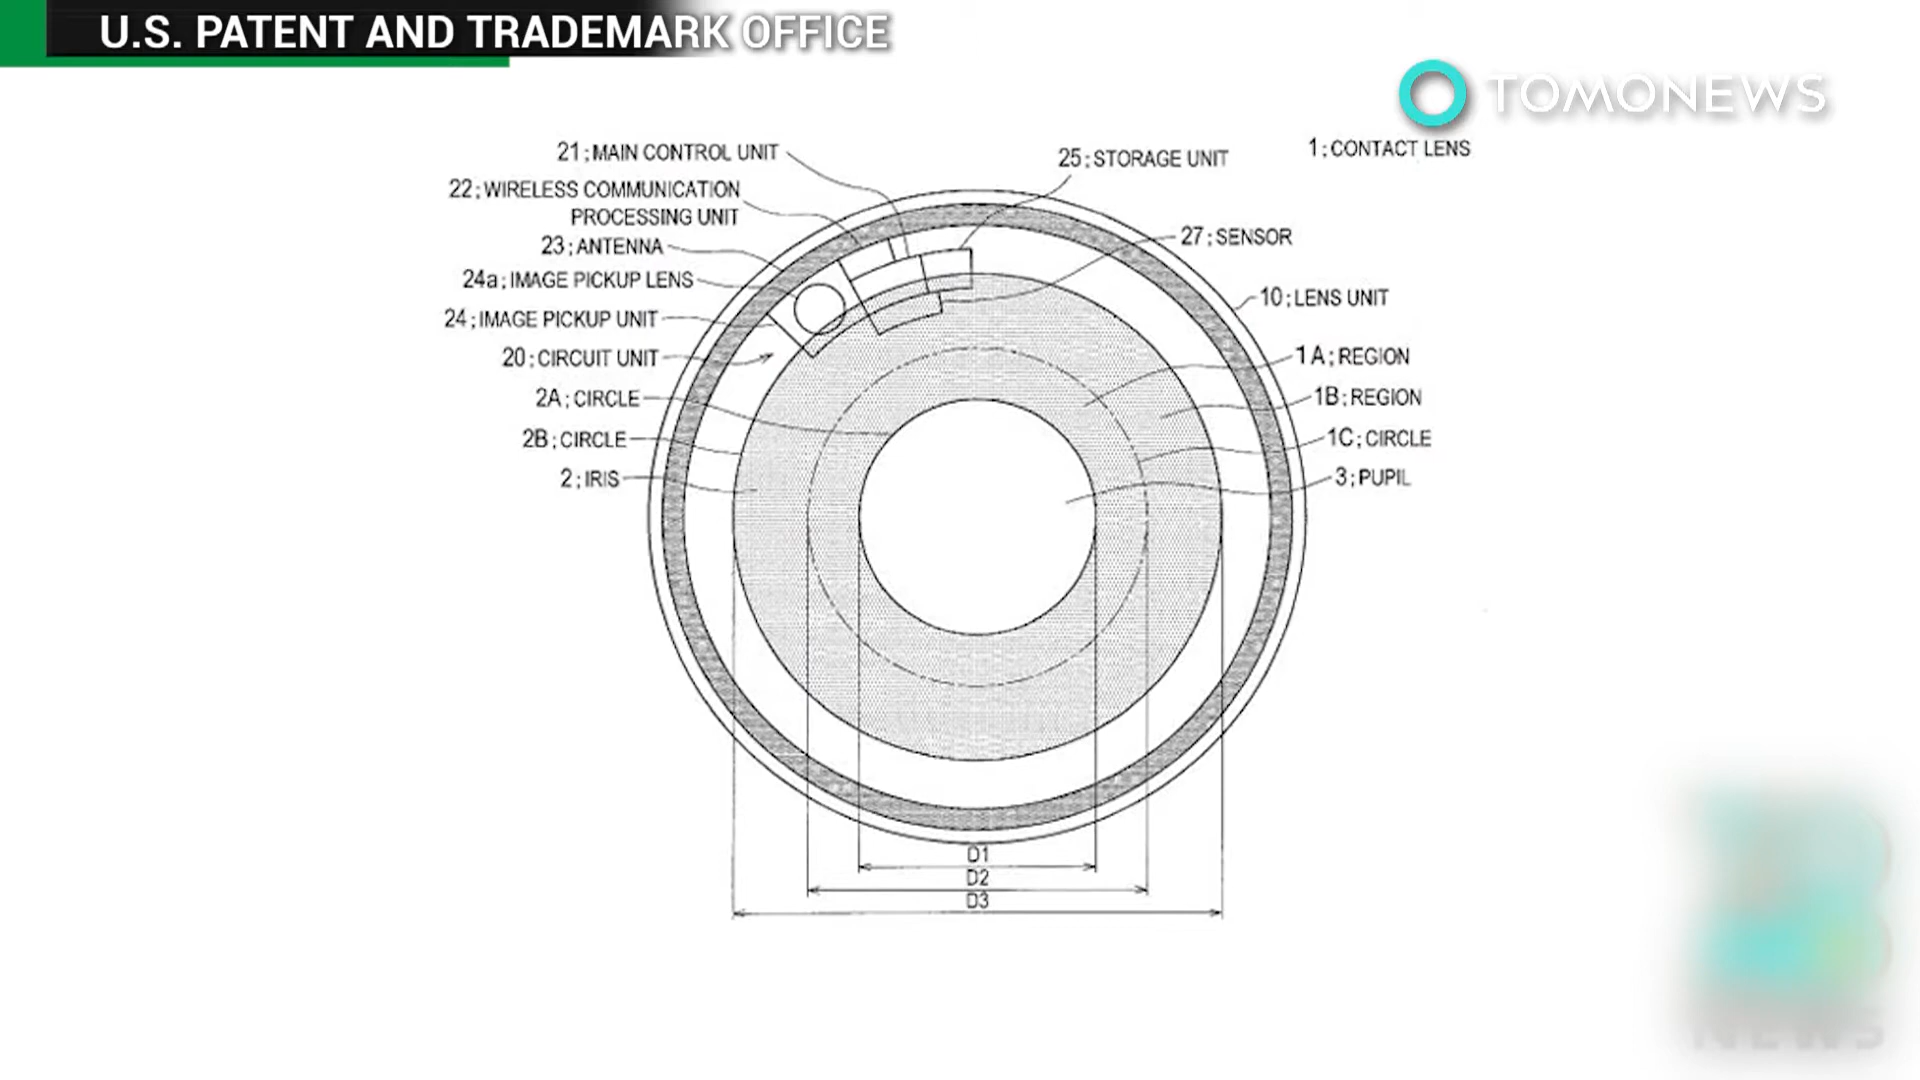 U.S. PATENT AND TRADEMARK OFFICE
TOMONEWS
21;MAIN CONTROL UNIT
25;STORAGE UNIT
1;CONTACT LENS
22;WIRELESS COMMUNICATION
PROCESSING UNIT
23;ANTENNA
27;SENSOR
24a;IMAGE PICKUP LENS
10;LENS UNIT
24;IMAGE PICKUP UNIT
20;CIRCUIT UNIT
1A;REGION
2A;CIRCLE
1B;REGION
2B;CIRCLE
1C;CIRCLE
2;IRIS
3;PUPIL
D1
D2
D3
NEWS